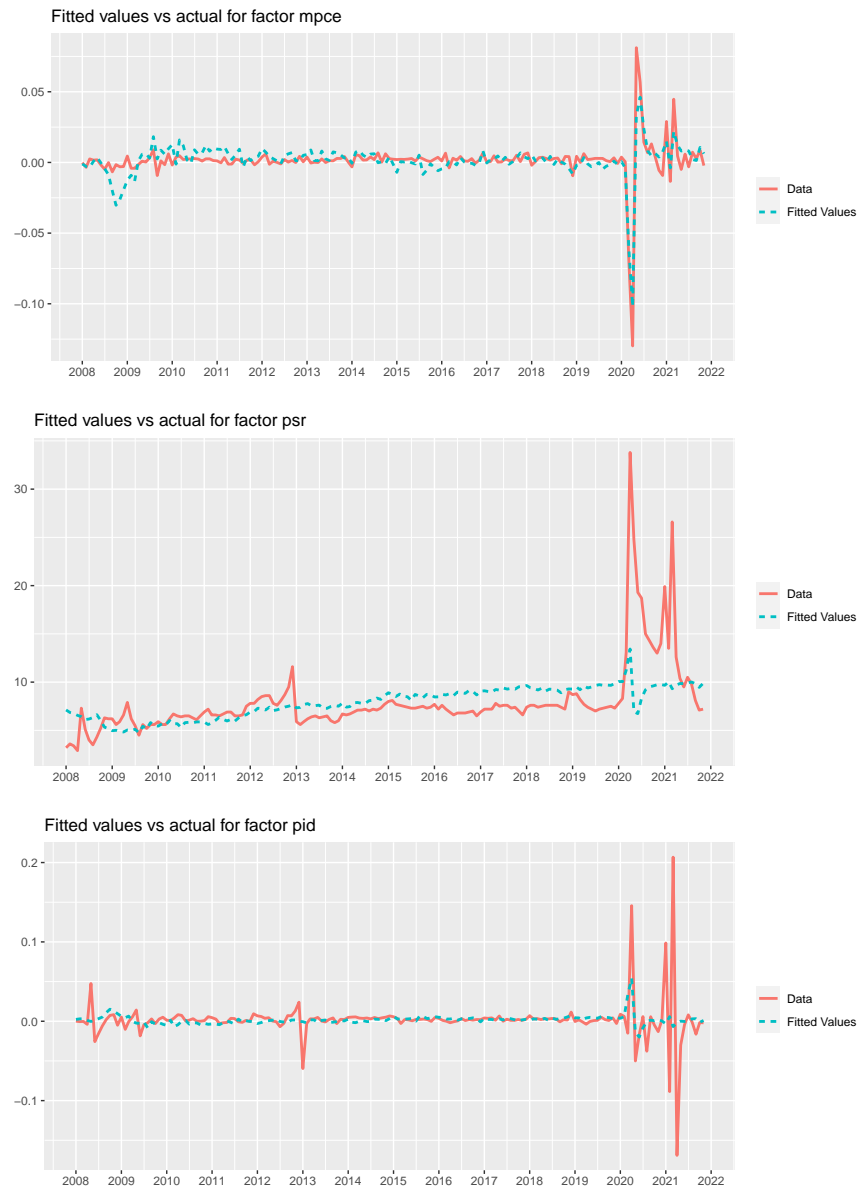 Fitted values vs actual for factor mpce
0.05
0.00
−0.05
−0.10
2008 2009 2010 2011 2012 2013 2014 2015 2016 2017 2018 2019 2020 2021 2022
Data
Fitted Values
Fitted values vs actual for factor psr
30
20
10
2008 2009 2010 2011 2012 2013 2014 2015 2016 2017 2018 2019 2020 2021 2022
Data
Fitted Values
Fitted values vs actual for factor pid
0.2
0.1
0.0
−0.1
2008 2009 2010 2011 2012 2013 2014 2015 2016 2017 2018 2019 2020 2021 2022
Data
Fitted Values